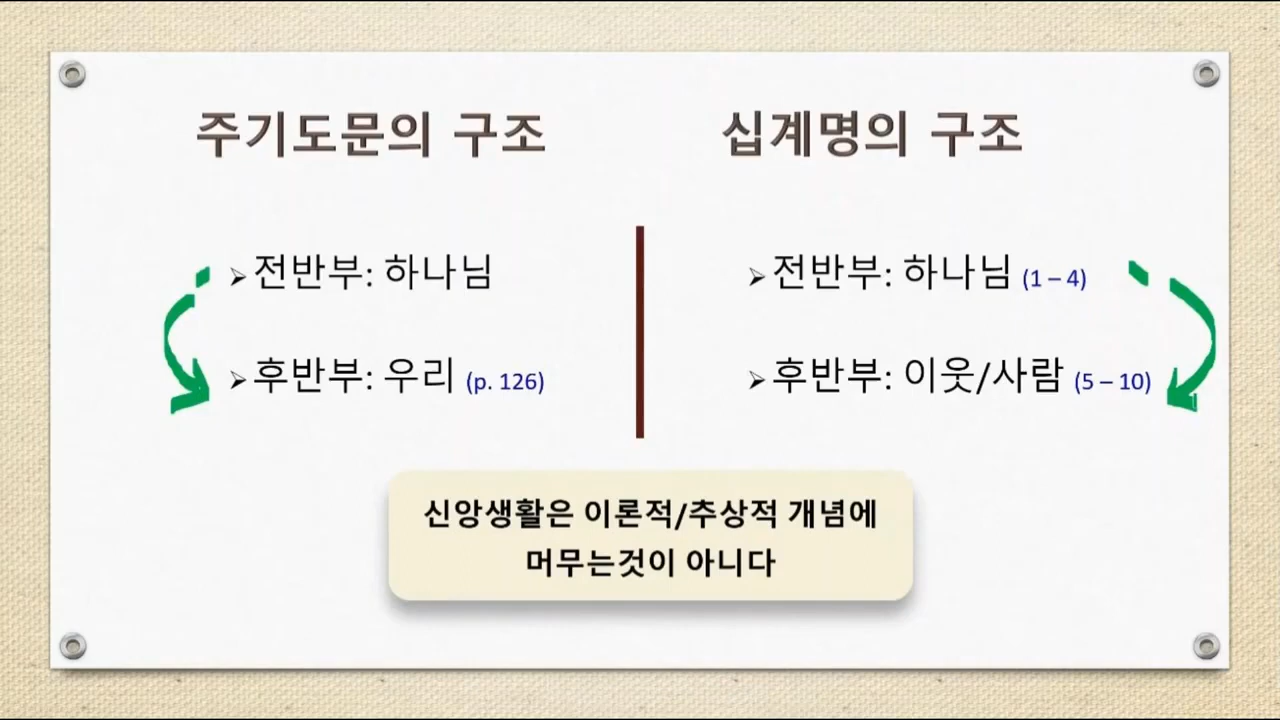 주기도문의 구조
➢전반부: 하나님
➢후반부: 우리 (p. 126)
십계명의 구조
➢전반부: 하나님 (1 – 4)
➢후반부: 이웃/사람 (5 – 10)
신앙생활은 이론적/추상적 개념에
머무는것이 아니다